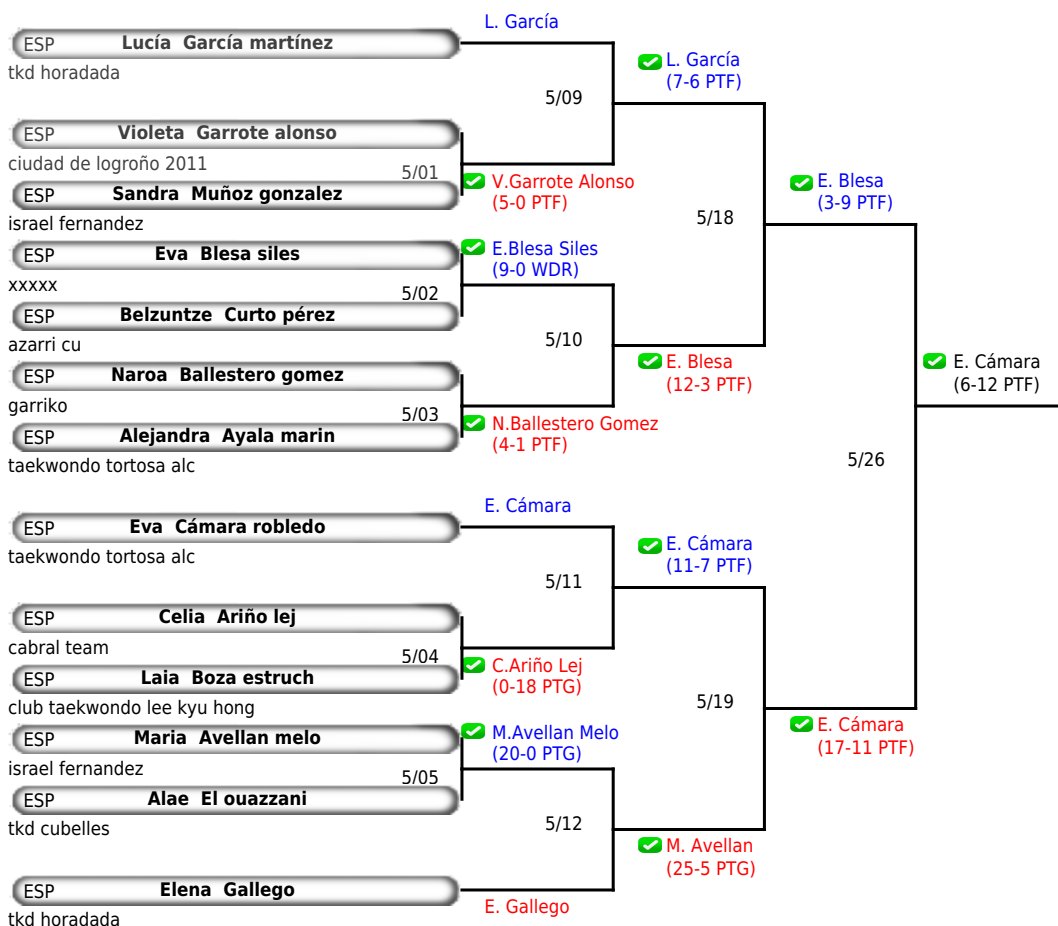 L. García
ESP Lucía García martínez
tkd horadada
L. García
(7-6 PTF)
5/09
ESP Violeta Garrote alonso
ciudad de logroño 2011
5/01
V.Garrote Alonso
(5-0 PTF)
ESP Sandra Muñoz gonzalez
israel fernandez
E. Blesa
(3-9 PTF)
5/18
ESP Eva Blesa siles
xxxxx
E.Blesa Siles
(9-0 WDR)
5/02
ESP Belzuntze Curto pérez
azarri cu
5/10
E. Blesa
(12-3 PTF)
ESP Naroa Ballestero gomez
garriko
5/03
N.Ballestero Gomez
(4-1 PTF)
ESP Alejandra Ayala marin
taekwondo tortosa alc
E. Cámara
(6-12 PTF)
5/26
E. Cámara
ESP Eva Cámara robledo
taekwondo tortosa alc
E. Cámara
(11-7 PTF)
5/11
ESP Celia Ariño lej
cabral team
5/04
C.Ariño Lej
(0-18 PTG)
ESP Laia Boza estruch
club taekwondo lee kyu hong
5/19
E. Cámara
(17-11 PTF)
ESP Maria Avellan melo
israel fernandez
M.Avellan Melo
(20-0 PTG)
5/05
ESP Alae El ouazzani
tkd cubelles
5/12
M. Avellan
(25-5 PTG)
ESP Elena Gallego
tkd horadada
E. Gallego